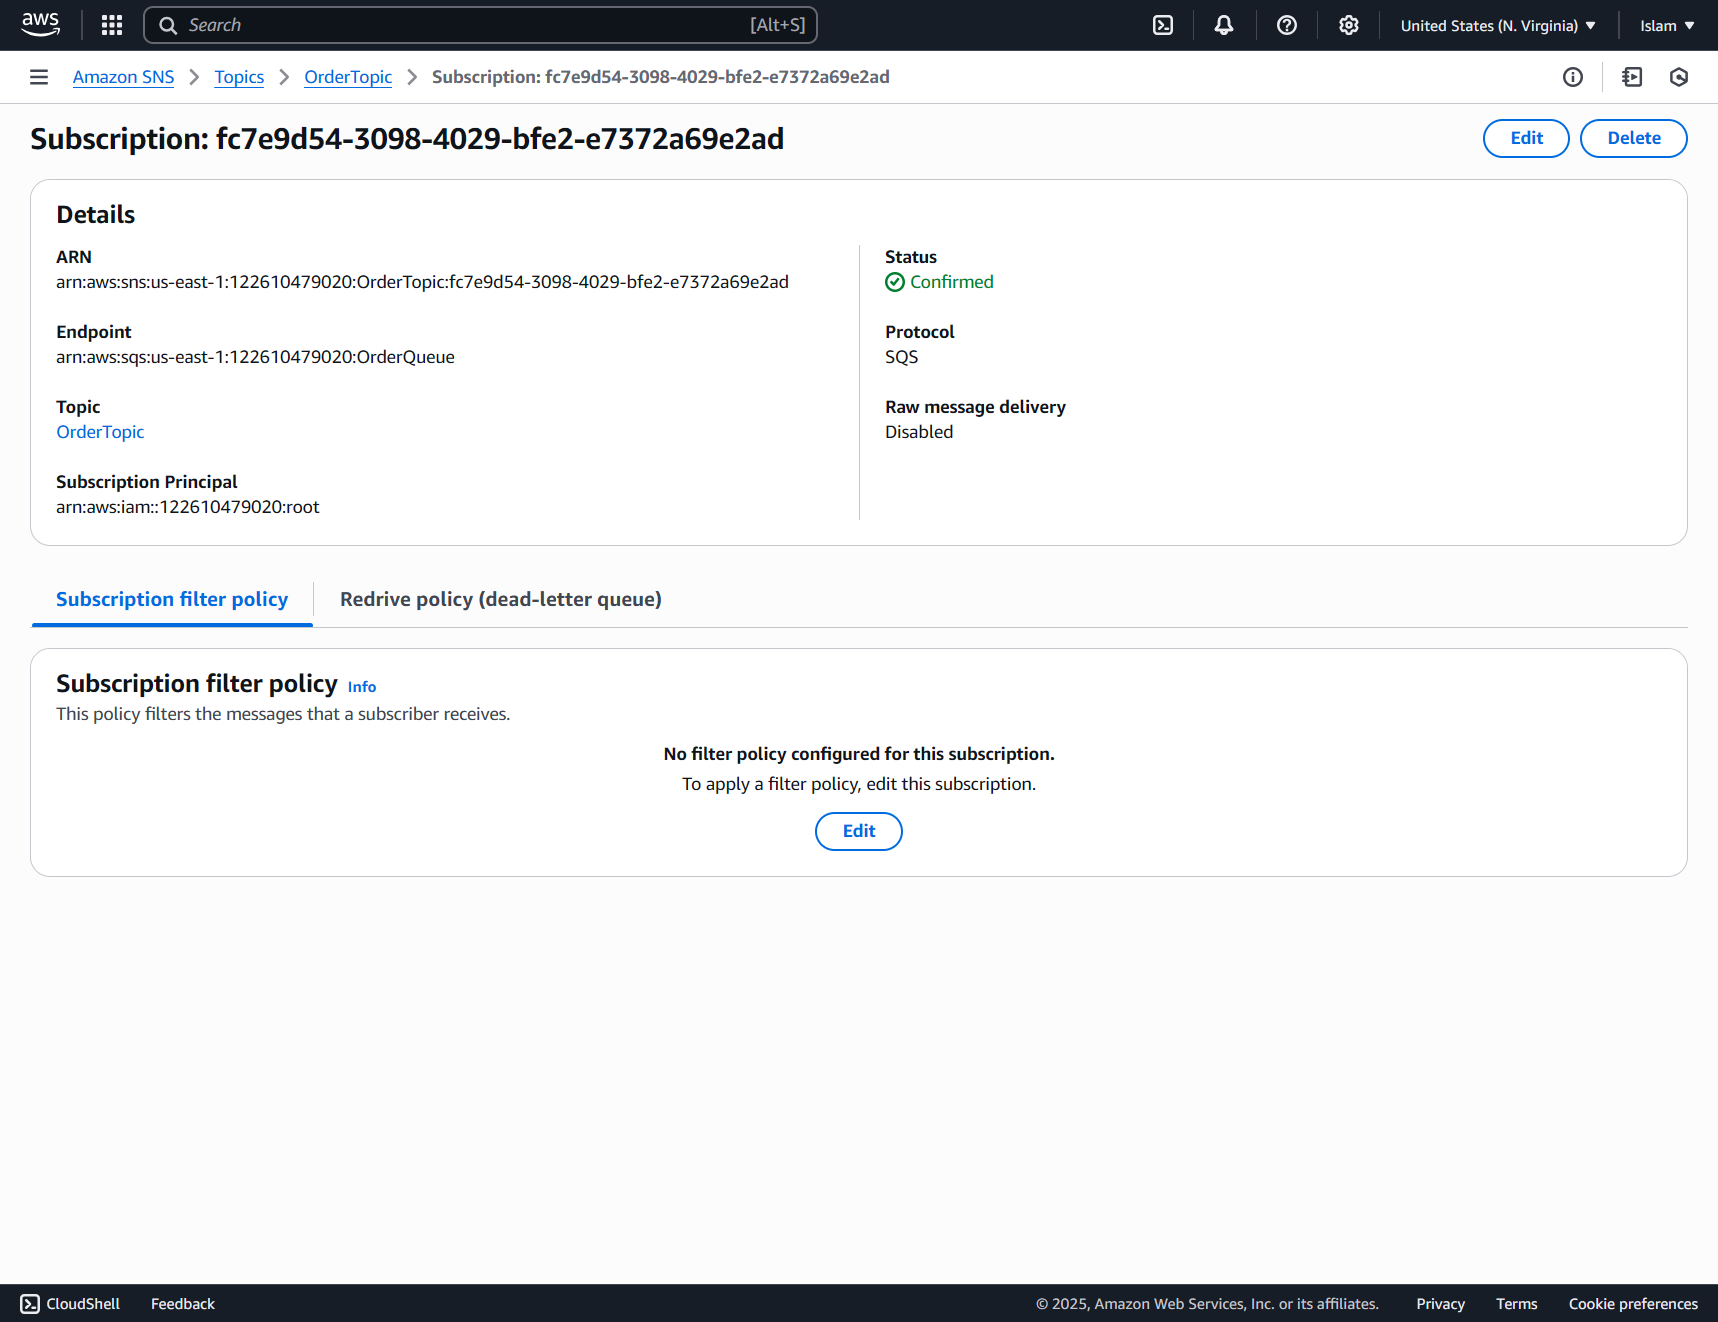 aws
Search [Alt+S]
United States (N. Virginia) Islam
Amazon SNS Topics OrderTopic Subscription: fc7e9d54-3098-4029-bfe2-e7372a69e2ad
Subscription: fc7e9d54-3098-4029-bfe2-e7372a69e2ad
Edit Delete
Details
ARN
arn:aws:sns:us-east-1:122610479020:OrderTopic:fc7e9d54-3098-4029-bfe2-e7372a69e2ad
Endpoint
arn:aws:sqs:us-east-1:122610479020:OrderQueue
Topic
OrderTopic
Subscription Principal
arn:aws:iam::122610479020:root
Status
Confirmed
Protocol
SQS
Raw message delivery
Disabled
Subscription filter policy Redrive policy (dead-letter queue)
Subscription filter policy Info
This policy filters the messages that a subscriber receives.
No filter policy configured for this subscription.
To apply a filter policy, edit this subscription.
Edit
CloudShell Feedback © 2025, Amazon Web Services, Inc. or its affiliates. Privacy Terms Cookie preferences